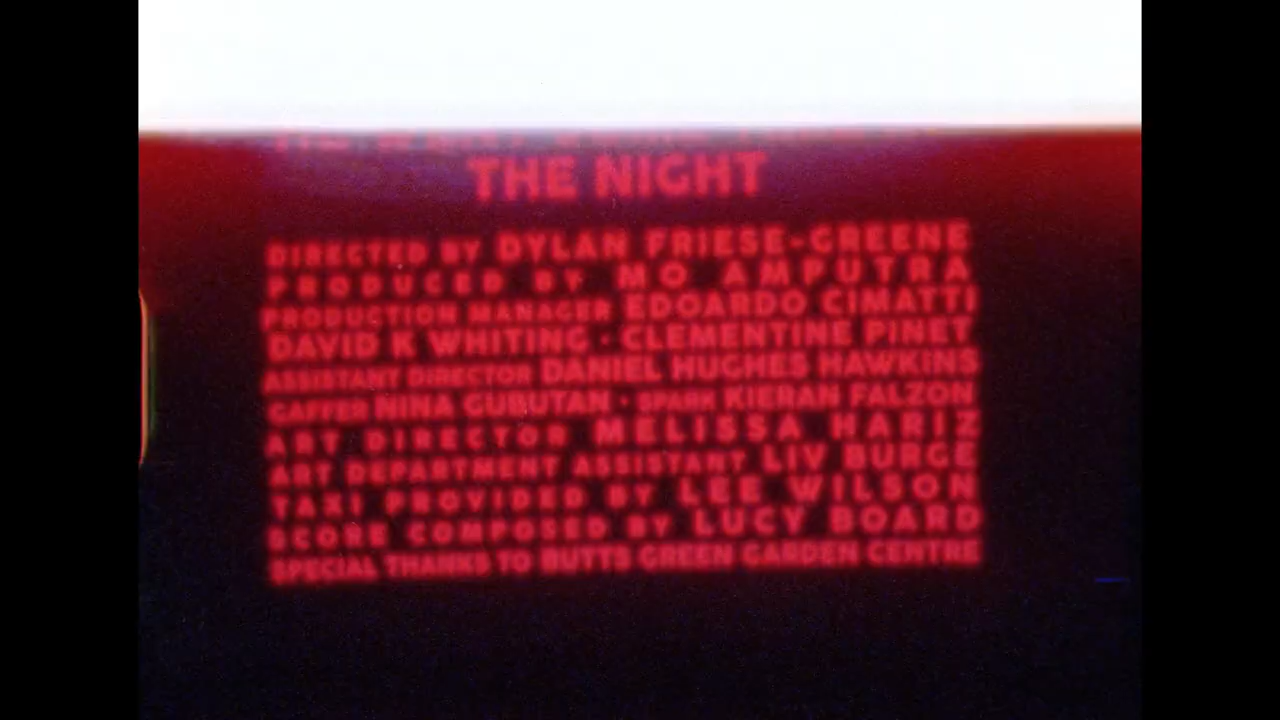 THE NIGHT
DIRECTED BY DYLAN FRIESE-GREENE
PRODUCED BY MO AMPUTRA
PRODUCTION MANAGER EDOARDO CIMATTI
DAVID K WHITING · CLEMENTINE PINET
ASSISTANT DIRECTOR DANIEL HUGHES HAWKINS
GAFFER NINA GUBUTAN · SPARK KIERAN FALZON
ART DIRECTOR MELISSA HARIZ
ART DEPARTMENT ASSISTANT LIV BURGE
TAXI PROVIDED BY LEE WILSON
SCORE COMPOSED BY LUCY BOARD
SPECIAL THANKS TO BUTTS GREEN GARDEN CENTRE